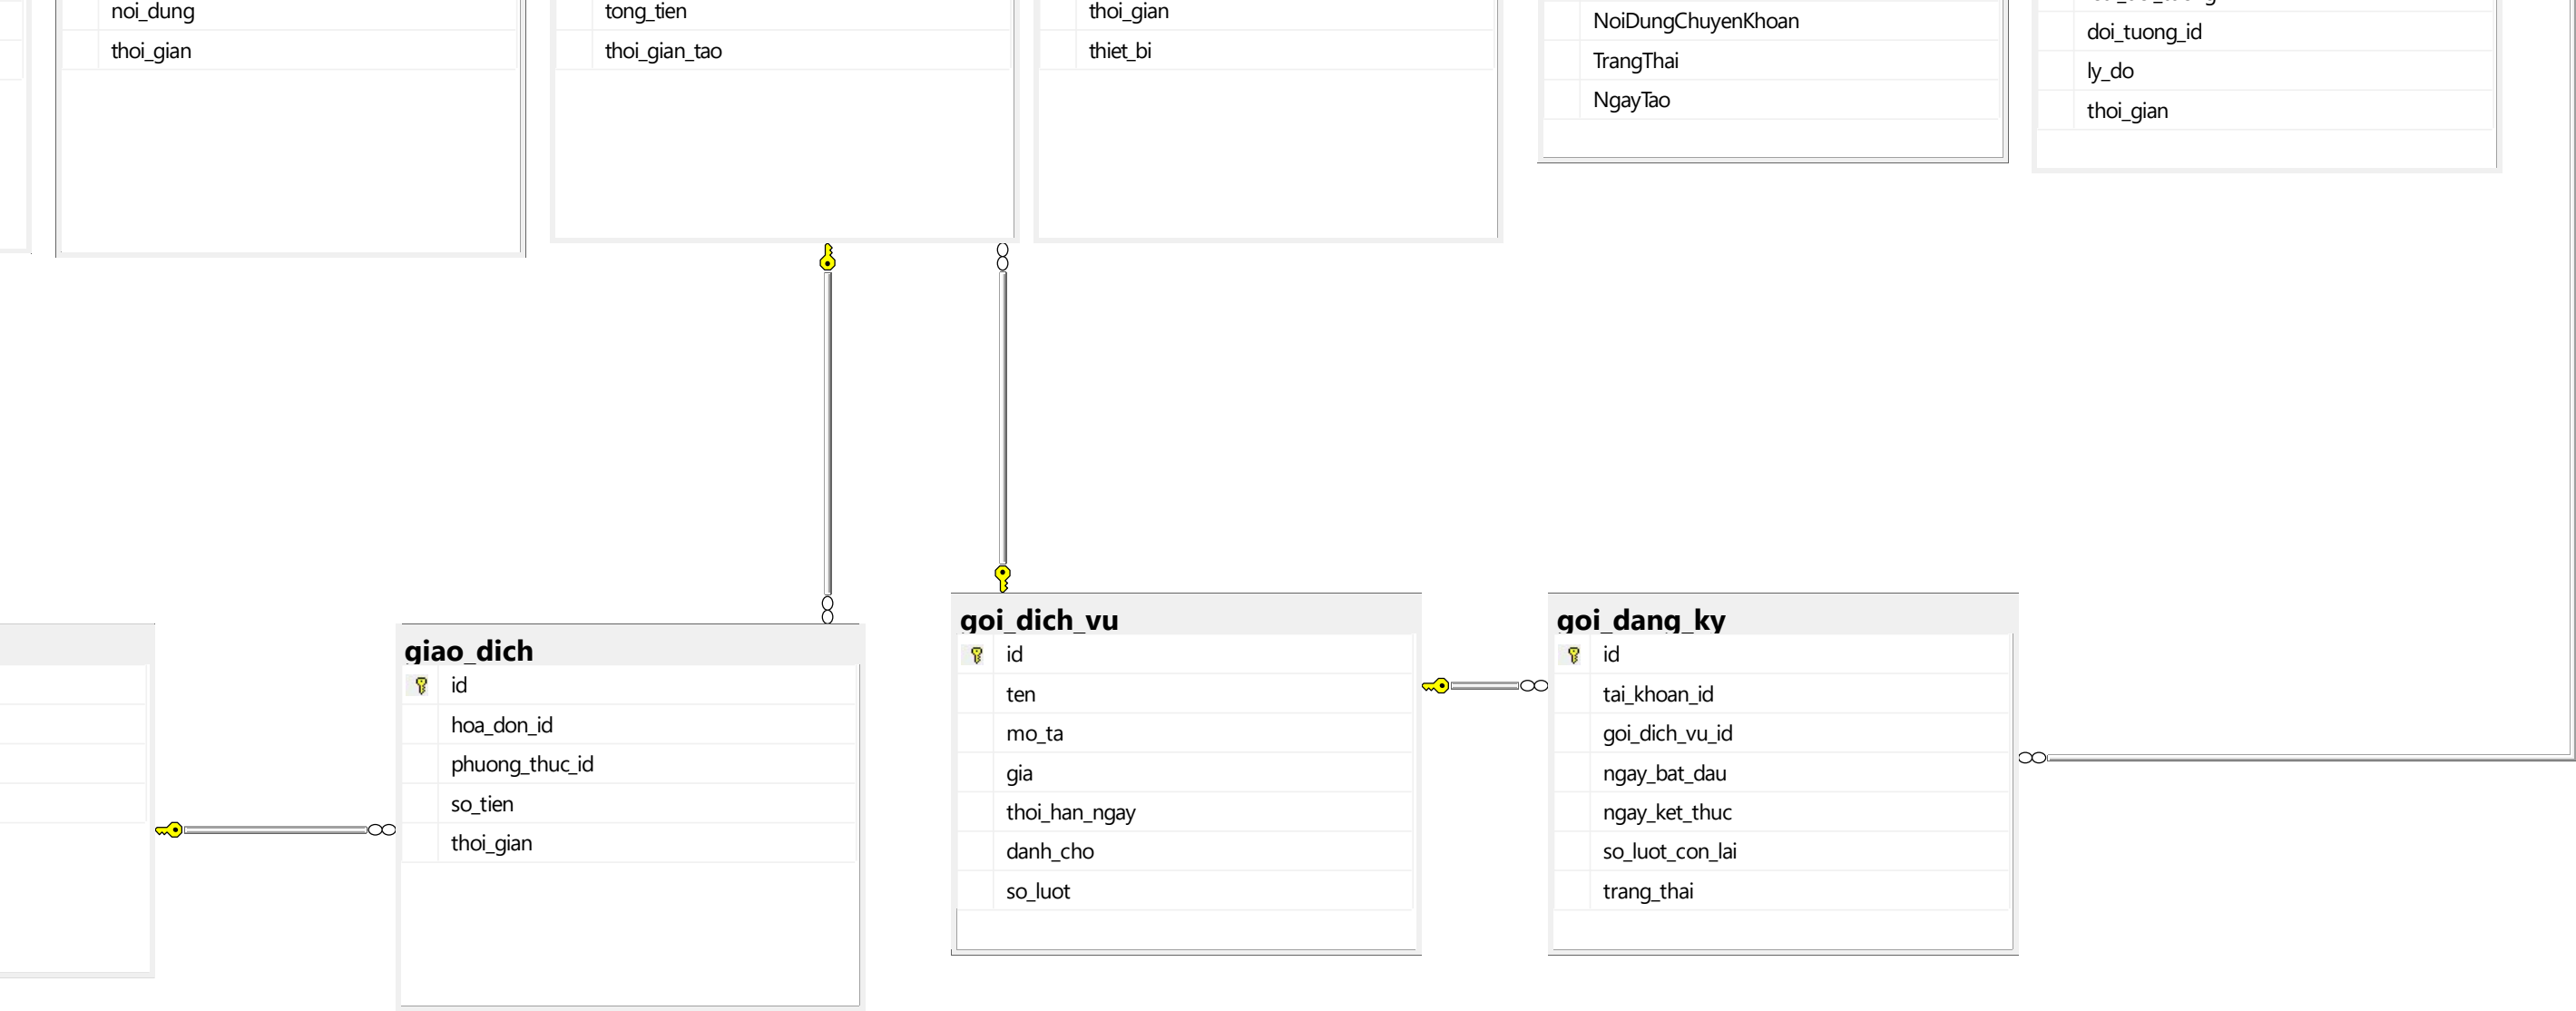 noi_dung
thoi_gian
tong_tien
thoi_gian_tao
thoi_gian
thiet_bi
NoiDungChuyenKhoan
TrangThai
NgayTao
doi_tuong_id
ly_do
thoi_gian
giao_dich
id
hoa_don_id
phuong_thuc_id
so_tien
thoi_gian
goi_dich_vu
id
ten
mo_ta
gia
thoi_han_ngay
danh_cho
so_luot
goi_dang_ky
id
tai_khoan_id
goi_dich_vu_id
ngay_bat_dau
ngay_ket_thuc
so_luot_con_lai
trang_thai